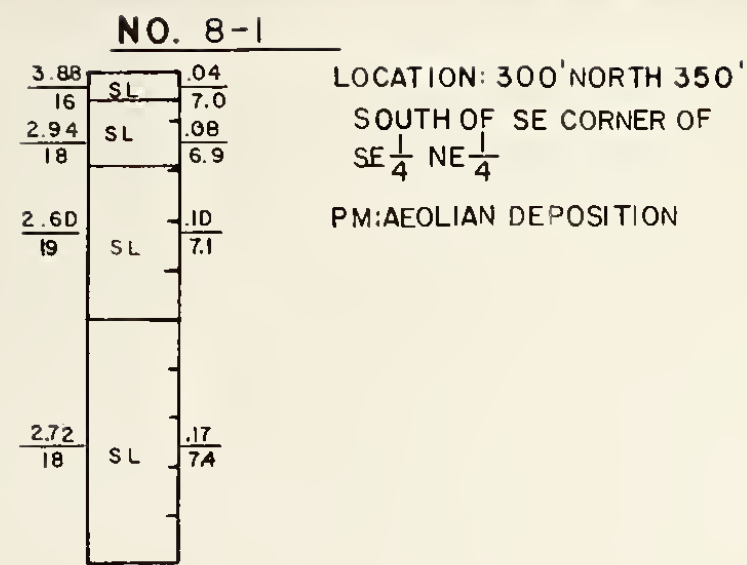 NO. 8-1
3.88
16
SL
.04
7.0
2.94
18
SL
.08
6.9
2.60
19
SL
.10
7.1
2.72
18
SL
.17
7.4
LOCATION: 300' NORTH 350'
SOUTH OF SE CORNER OF
SE 1/4 NE 1/4
PM: AEOLIAN DEPOSITION